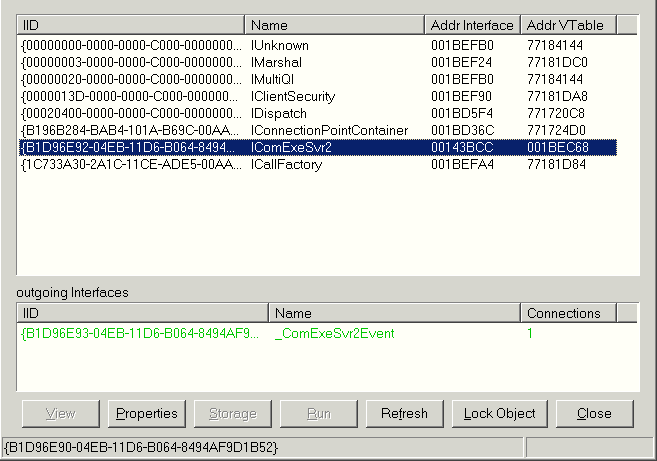 IID Name Addr Interface Addr VTable
{00000000-0000-0000-C000-0000000... IUnknown 001BEFB0 77184144
{00000003-0000-0000-C000-0000000... IMarshal 001BEF24 77181DC0
{00000020-0000-0000-C000-0000000... IMultiQI 001BEFB0 77184144
{0000013D-0000-0000-C000-000000... IClientSecurity 001BEF90 77181DA8
{00020400-0000-0000-C000-0000000... IDispatch 001BD5F4 771720C8
{B196B284-BAB4-101A-B69C-00AA... IConnectionPointContainer 001BD36C 771724D0
{B1D96E92-04EB-11D6-B064-8494... IComExeSvr2 00143BCC 001BEC68
{1C733A30-2A1C-11CE-ADE5-00AA... ICallFactory 001BEFA4 77181D84
outgoing Interfaces
IID Name Connections
{B1D96E93-04EB-11D6-B064-8494AF9... _ComExeSvr2Event 1
View Properties Storage Run Refresh Lock Object Close
{B1D96E90-04EB-11D6-B064-8494AF9D1B52}